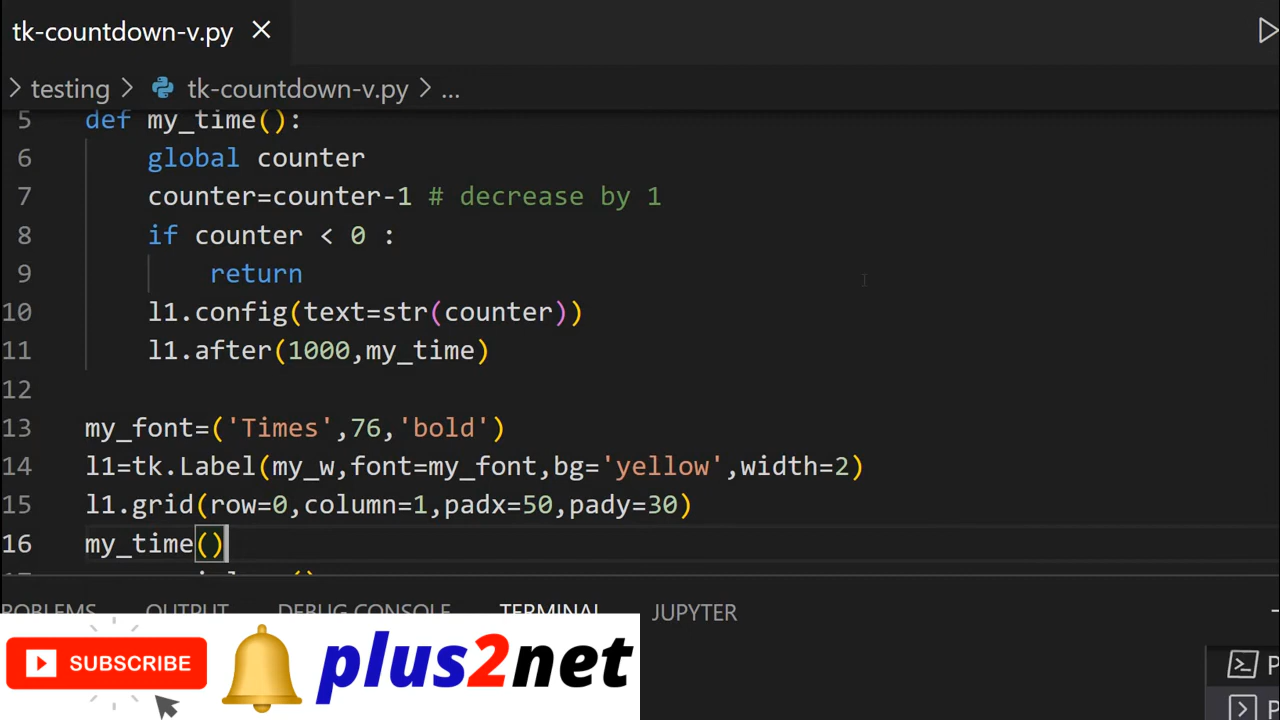 tk-countdown-v.py
testing > tk-countdown-v.py > ...
5 def my_time():
6 global counter
7 counter=counter-1 # decrease by 1
8 if counter < 0 :
9 return
10 l1.config(text=str(counter))
11 l1.after(1000,my_time)
12
13 my_font=('Times',76,'bold')
14 l1=tk.Label(my_w,font=my_font,bg='yellow',width=2)
15 l1.grid(row=0,column=1,padx=50,pady=30)
16 my_time()
OUTPUT DEBUG CONSOLE TERMINAL JUPYTER
SUBSCRIBE plus2net